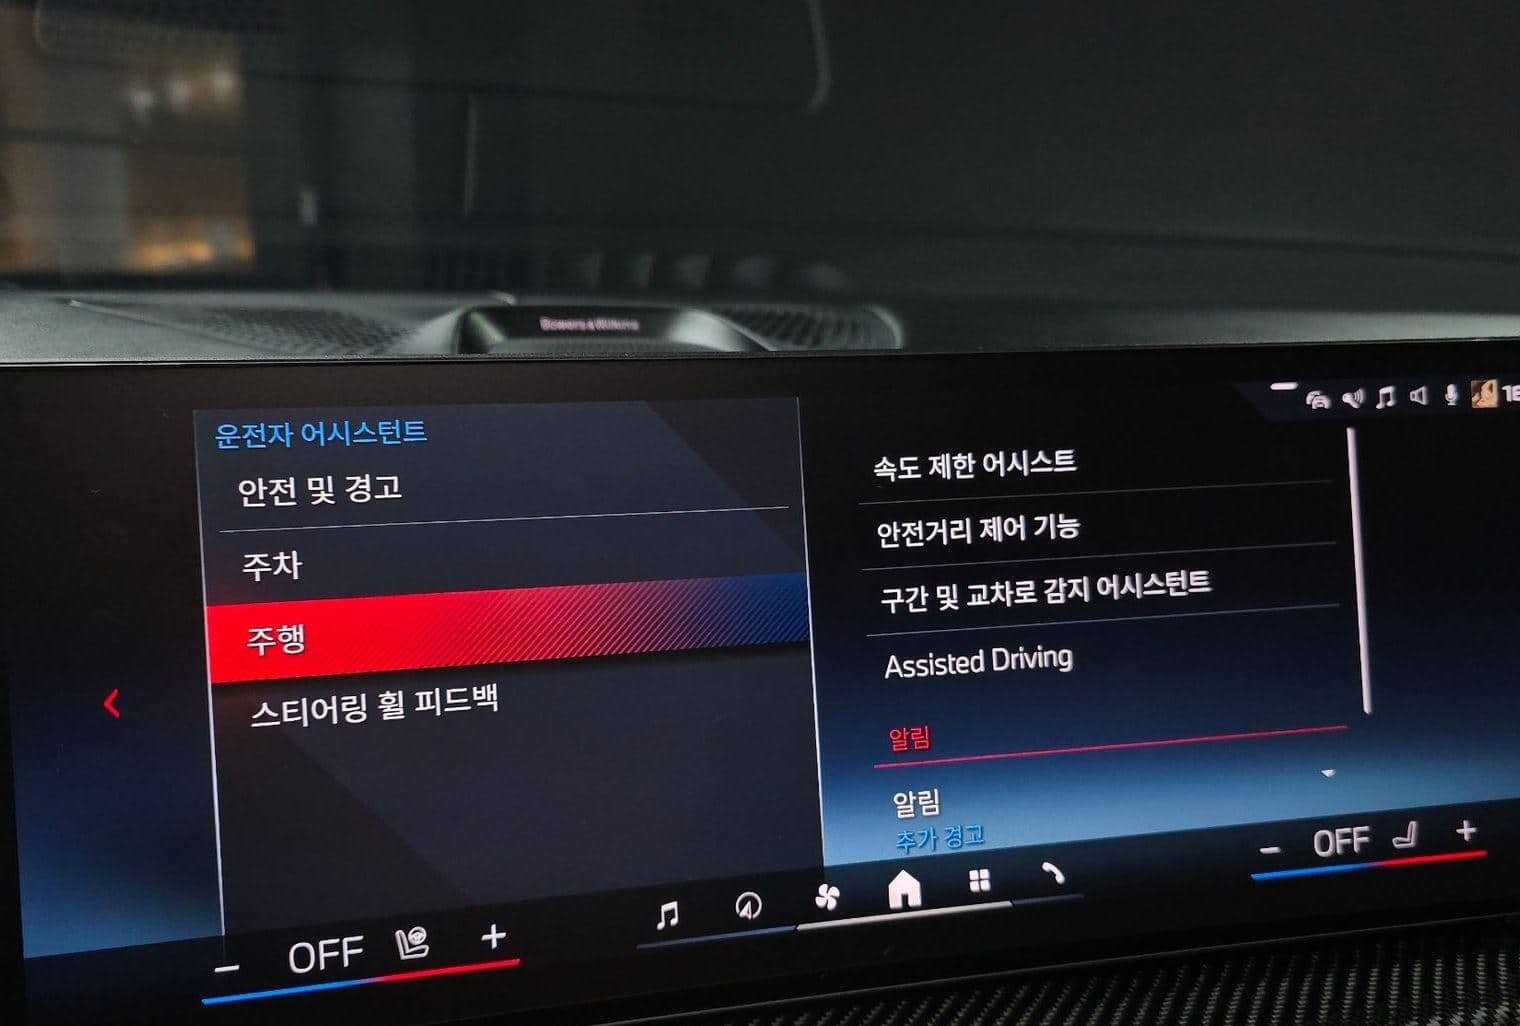 Bowers & Wilkins
운전자 어시스턴트
안전 및 경고
주차
주행
스티어링 휠 피드백
속도 제한 어시스트
안전거리 제어 기능
구간 및 교차로 감지 어시스턴트
Assisted Driving
알림
알림
추가 경고
- OFF +
- OFF +